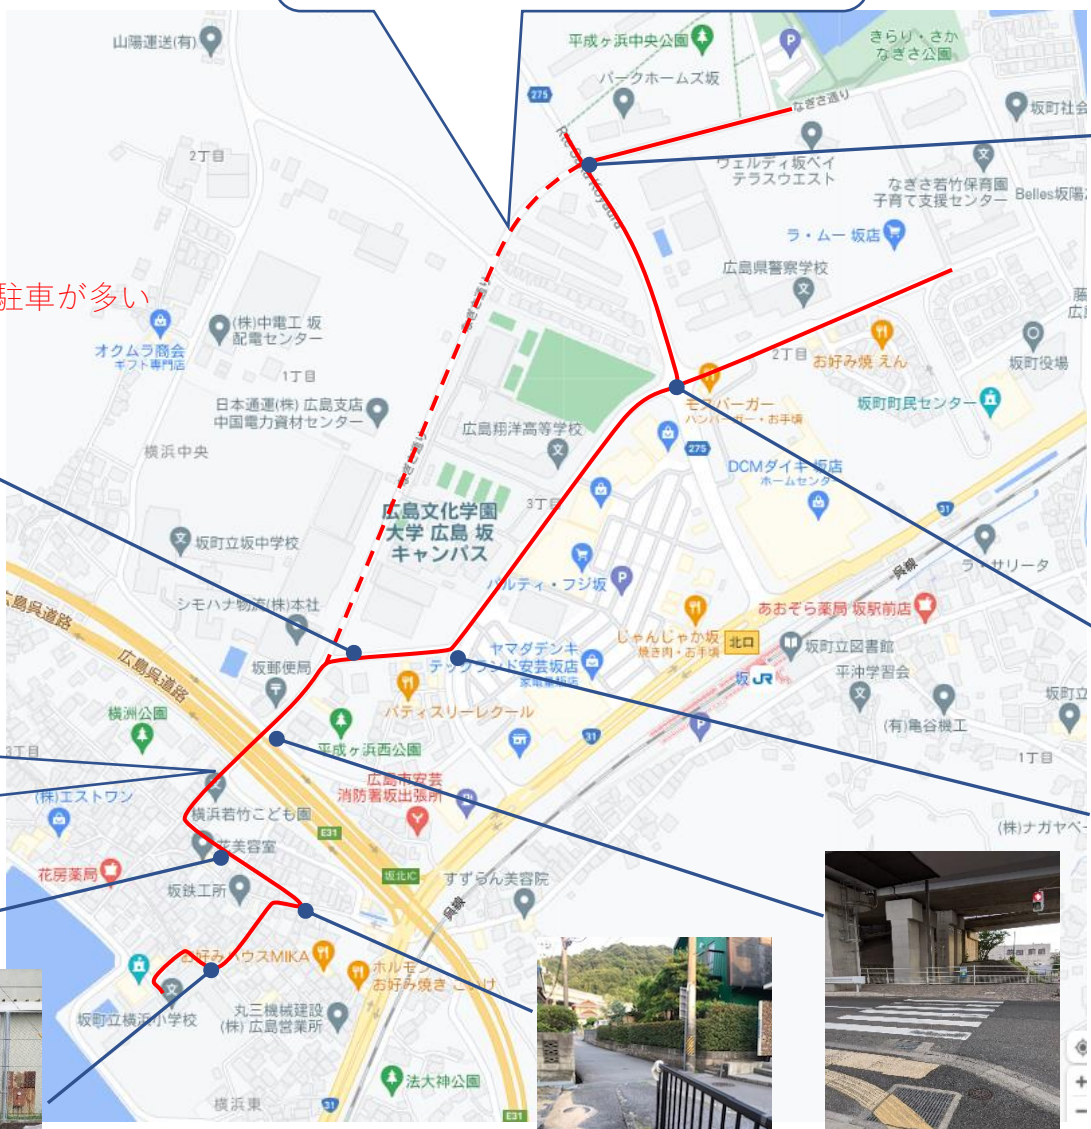 山陽運送(有)
平成ヶ浜中央公園
P
きらり・さか
なぎさ公園
パークホームズ坂
275
なぎさ通り
坂町社会
2丁目
ヴェルディ坂ベイ
テラスウエスト
なぎさ若竹保育園
子育て支援センター
Belles坂陽
ラ・ムー 坂店
広島県警察学校
駐車が多い
(株)中電工 坂
配電センター
オクムラ商会
ギフト専門店
なぎさ通り
1丁目
2丁目
お好み焼 えん
坂町役場
日本通運(株) 広島支店
中国電力資材センター
モスバーガー
ハンバーガー・お手頃
坂町町民センター
広島翔洋高等学校
横浜中央
275
なぎさ通り
DCMダイキ 坂店
ホームセンター
広島文化学園
大学 広島 坂
キャンパス
3丁目
31
坂町立坂中学校
ラ・サリータ
呉線
パルティ・フジ坂
P
シモハナ物流(株)本社
あおぞら薬局 坂駅前店
広島呉道路
じゃんじゃか坂
焼き肉・お手頃
北口
坂町立図書館
広島呉道路
坂郵便局
ヤマダデンキ
テックランド安芸坂店
家電量販店
坂 JR
平沖学習会
横洲公園
パティスリーレクール
坂町立
(有)亀谷機工
P
3丁目
平成ヶ浜西公園
31
1丁目
(株)エストワン
広島市安芸
消防署坂出張所
横浜若竹こども園
E31
(株)ナガヤベ
花美容室
花房薬局
坂鉄工所
坂北IC
すずらん美容院
呉線
お好みハウスMIKA
ホルモン
お好み焼き こいけ
坂町立横浜小学校
丸三機械建設
(株) 広島営業所
法大神公園
横浜東
31
E31